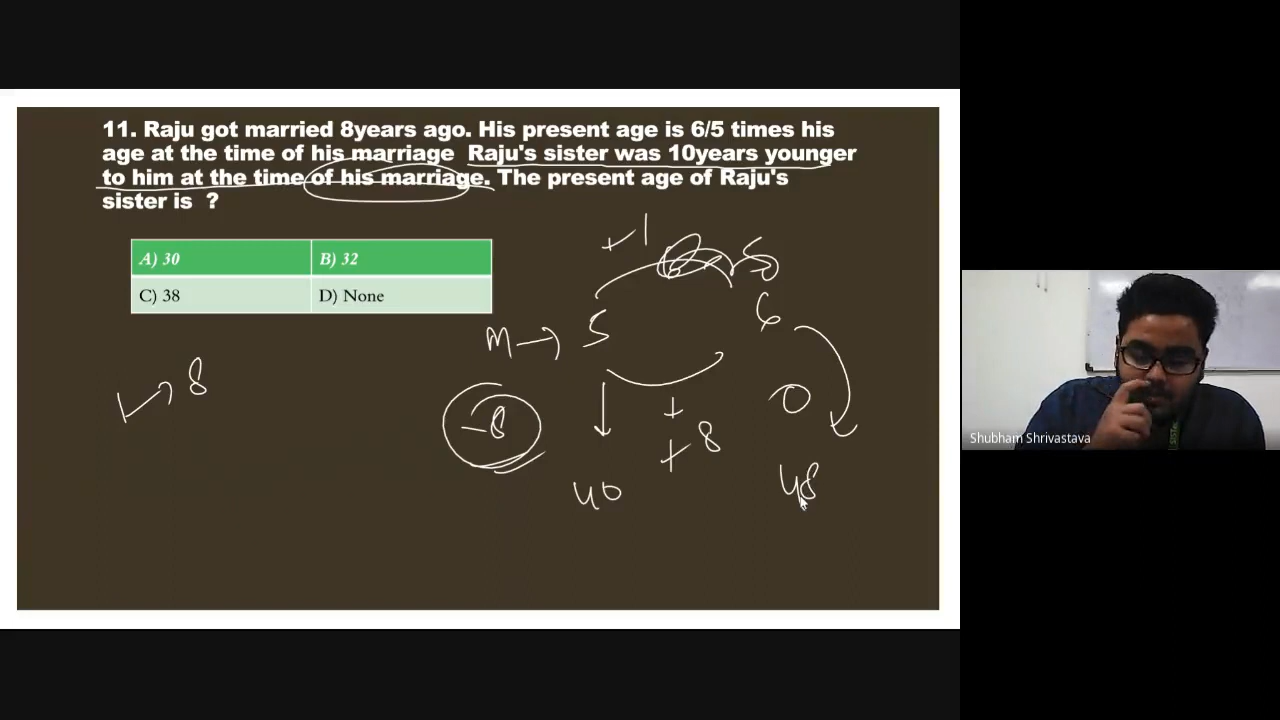 11. Raju got married 8years ago. His present age is 6/5 times his
age at the time of his marriage Raju's sister was 10years younger
to him at the time of his marriage. The present age of Raju's
sister is ?
A) 30 B) 32
C) 38 D) None
+1
5 6
M → 5
1 → 8
-8
+
+8
40 48
Shubham Shrivastava